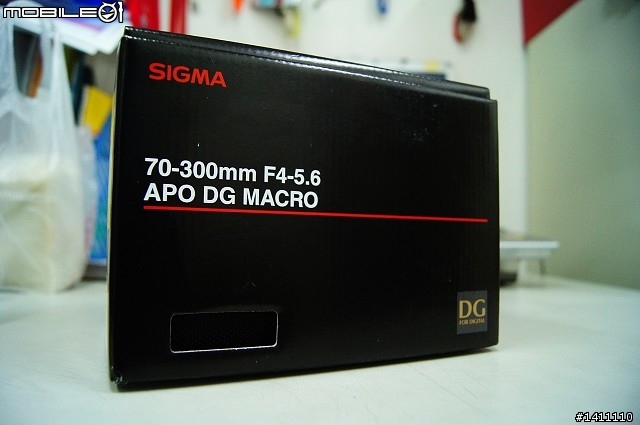 MOBILE01
SIGMA
70-300mm F4-5.6
APO DG MACRO
DG
FOR DIGITAL
#1411110